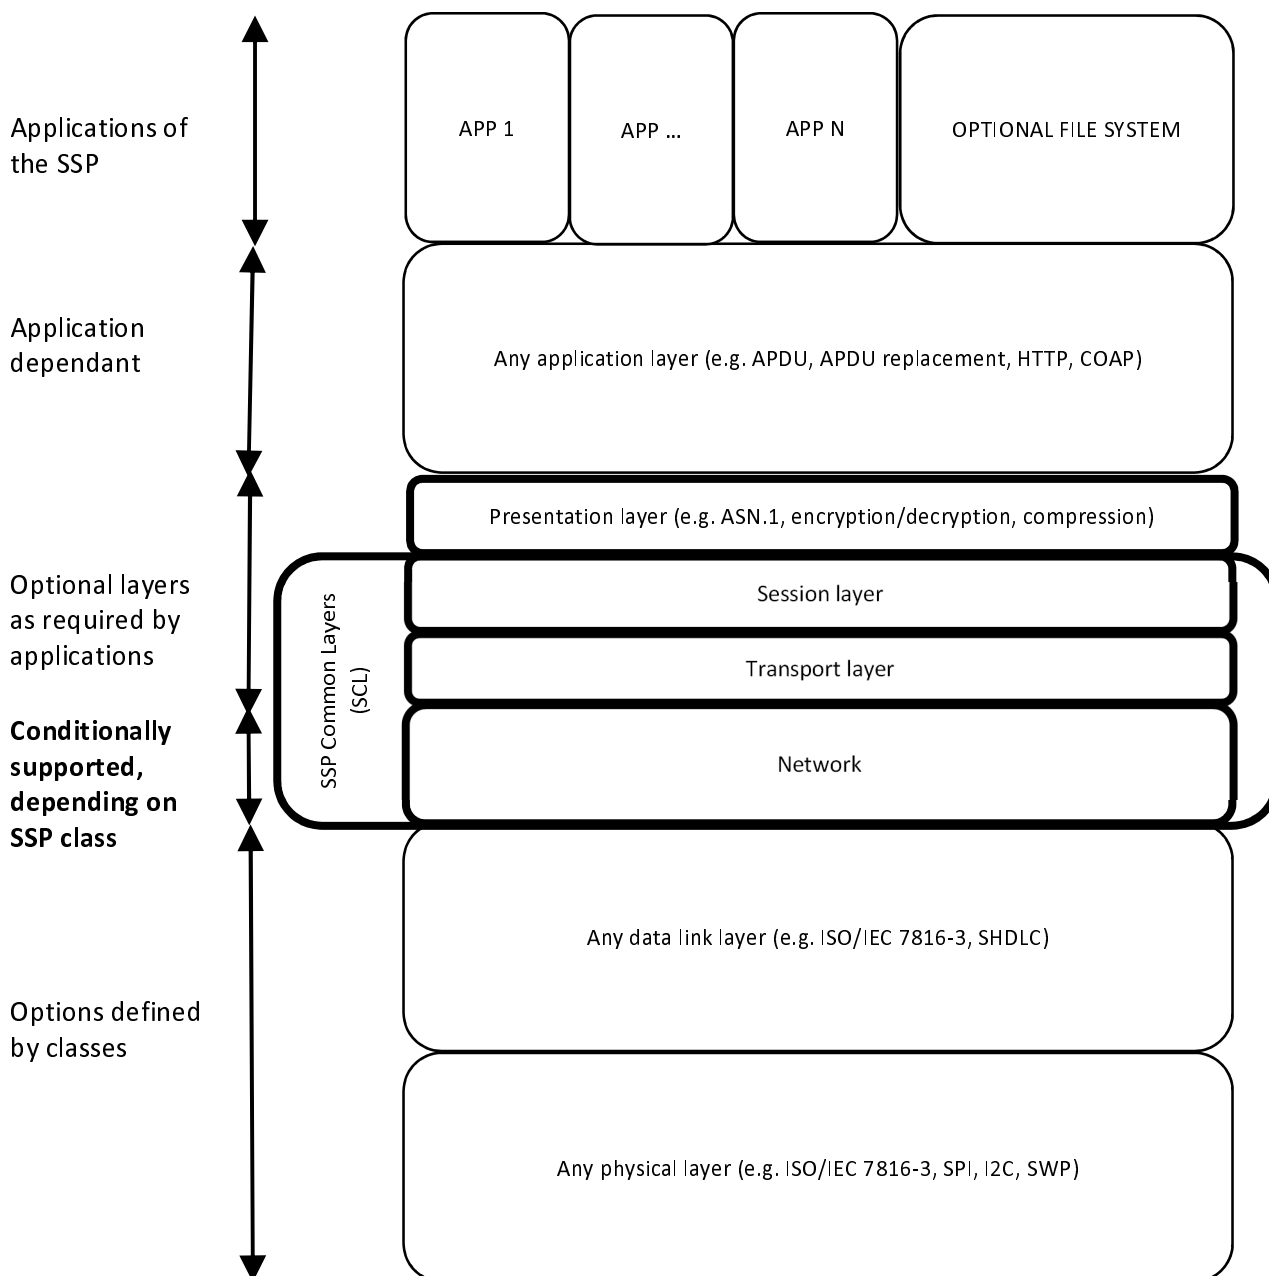 Applications of
the SSP
APP 1
APP ...
APP N
OPTIONAL FILE SYSTEM
Application
dependant
Any application layer (e.g. APDU, APDU replacement, HTTP, COAP)
Optional layers
as required by
applications
Presentation layer (e.g. ASN.1, encryption/decryption, compression)
SSP Common Layers
(SCL)
Session layer
Transport layer
Conditionally
supported,
depending on
SSP class
Network
Options defined
by classes
Any data link layer (e.g. ISO/IEC 7816-3, SHDLC)
Any physical layer (e.g. ISO/IEC 7816-3, SPI, I2C, SWP)